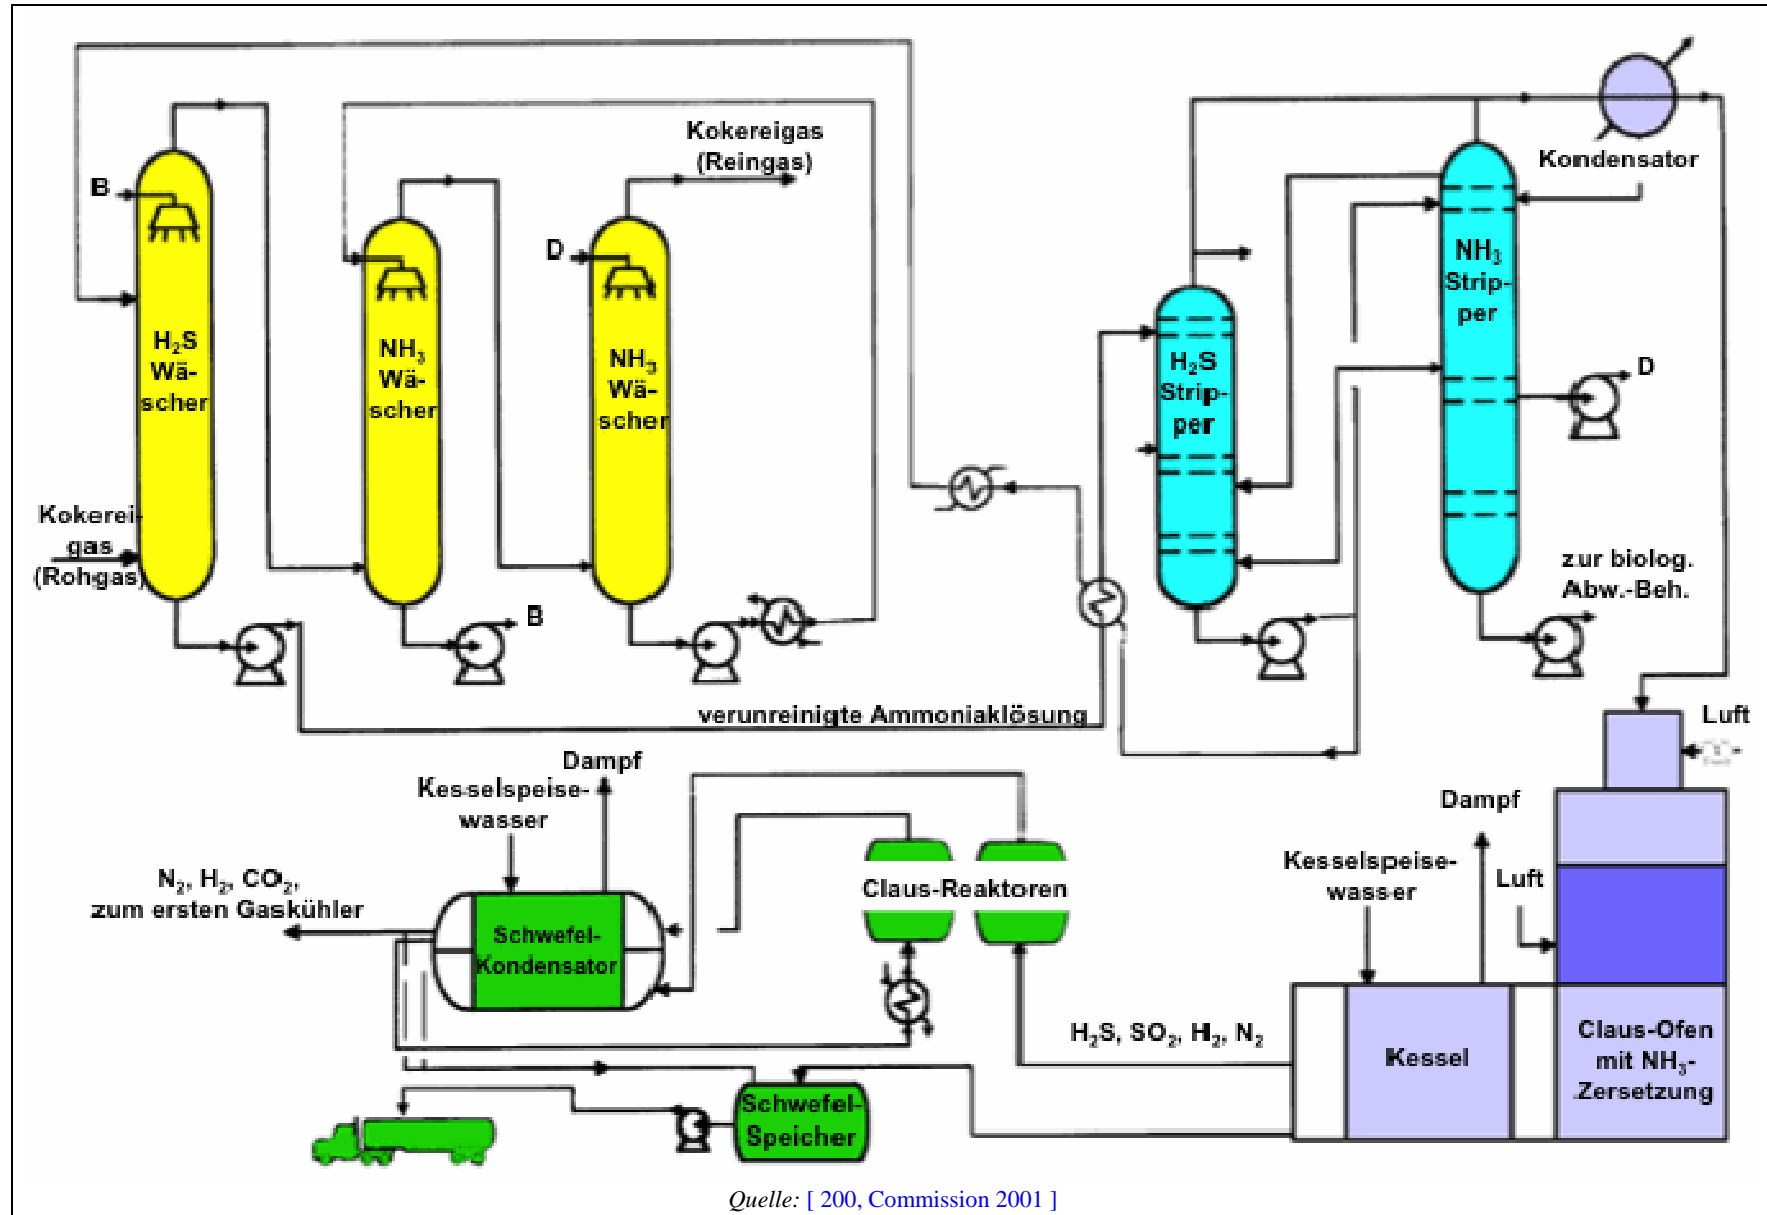 Kokereigas
(Reingas)
Kondensator
B
D
H₂S
Wä-
scher
NH₃
Wä-
scher
NH₃
Wä-
scher
H₂S
Strip-
per
NH₃
Strip-
per
D
Kokerei-
gas
(Rohgas)
B
zur biolog.
Abw.-Beh.
verunreinigte Ammoniaklösung
Luft
Dampf
Kesselspeise-
wasser
Dampf
Kesselspeise-
wasser
Luft
N₂, H₂, CO₂,
zum ersten Gaskühler
Claus-Reaktoren
Schwefel-
Kondensator
H₂S, SO₂, H₂, N₂
Kessel
Claus-Ofen
mit NH₃-
Zersetzung
Schwefel-
Speicher
Quelle: [ 200, Commission 2001 ]